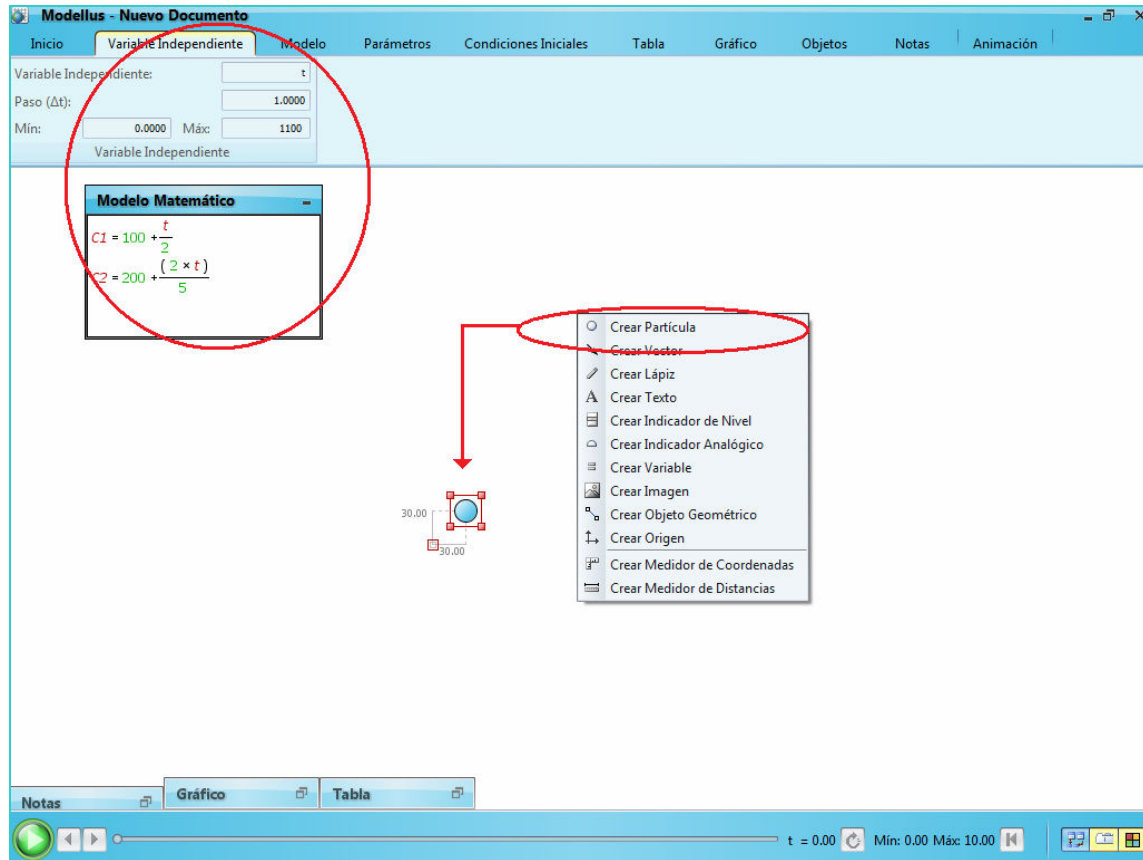 Modellus - Nuevo Documento
Inicio Variable Independiente Modelo Parámetros Condiciones Iniciales Tabla Gráfico Objetos Notas Animación
Variable Independiente: t
Paso (Δt): 1.0000
Mín: 0.0000 Máx: 1100
Variable Independiente
Modelo Matemático
C1 = 100 + t/2
C2 = 200 + (2 × t)/5
Crear Partícula
Crear Vector
Crear Lápiz
A Crear Texto
Crear Indicador de Nivel
Crear Indicador Analógico
Crear Variable
Crear Imagen
Crear Objeto Geométrico
Crear Origen
Crear Medidor de Coordenadas
Crear Medidor de Distancias
30.00
30.00
Notas Gráfico Tabla
t = 0.00 Mín: 0.00 Máx: 10.00